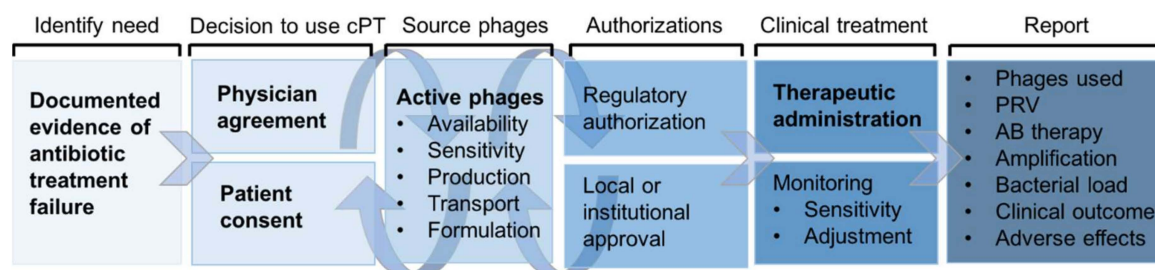 Identify need
Decision to use cPT
Source phages
Authorizations
Clinical treatment
Report
Documented
evidence of
antibiotic
treatment
failure
Physician
agreement
Patient
consent
Active phages
• Availability
• Sensitivity
• Production
• Transport
• Formulation
Regulatory
authorization
Local or
institutional
approval
Therapeutic
administration
Monitoring
• Sensitivity
• Adjustment
• Phages used
• PRV
• AB therapy
• Amplification
• Bacterial load
• Clinical outcome
• Adverse effects